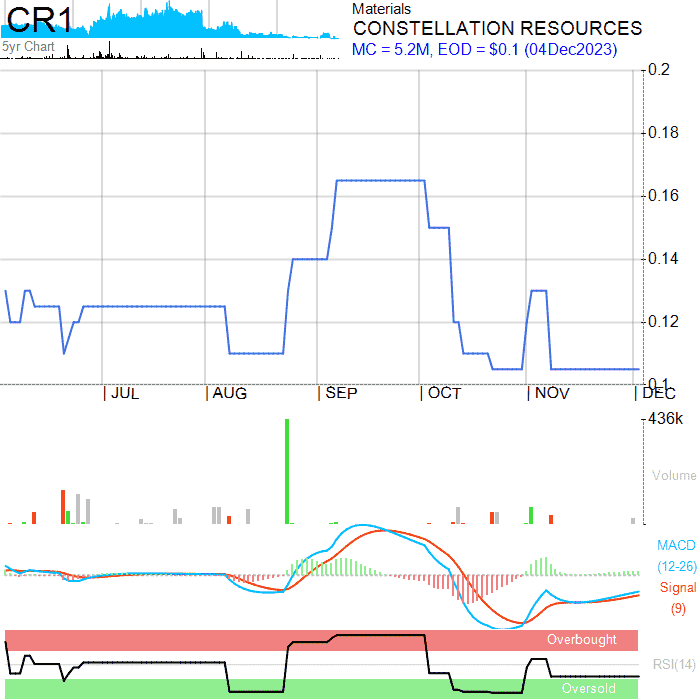 CR1
5yr Chart
Materials
CONSTELLATION RESOURCES
MC = 5.2M, EOD = $0.1 (04Dec2023)
0.2
0.18
0.16
0.14
0.12
0.1
JUL AUG SEP OCT NOV DEC
436k
Volume
MACD
(12-26)
Signal
(9)
Overbought
RSI(14)
Oversold